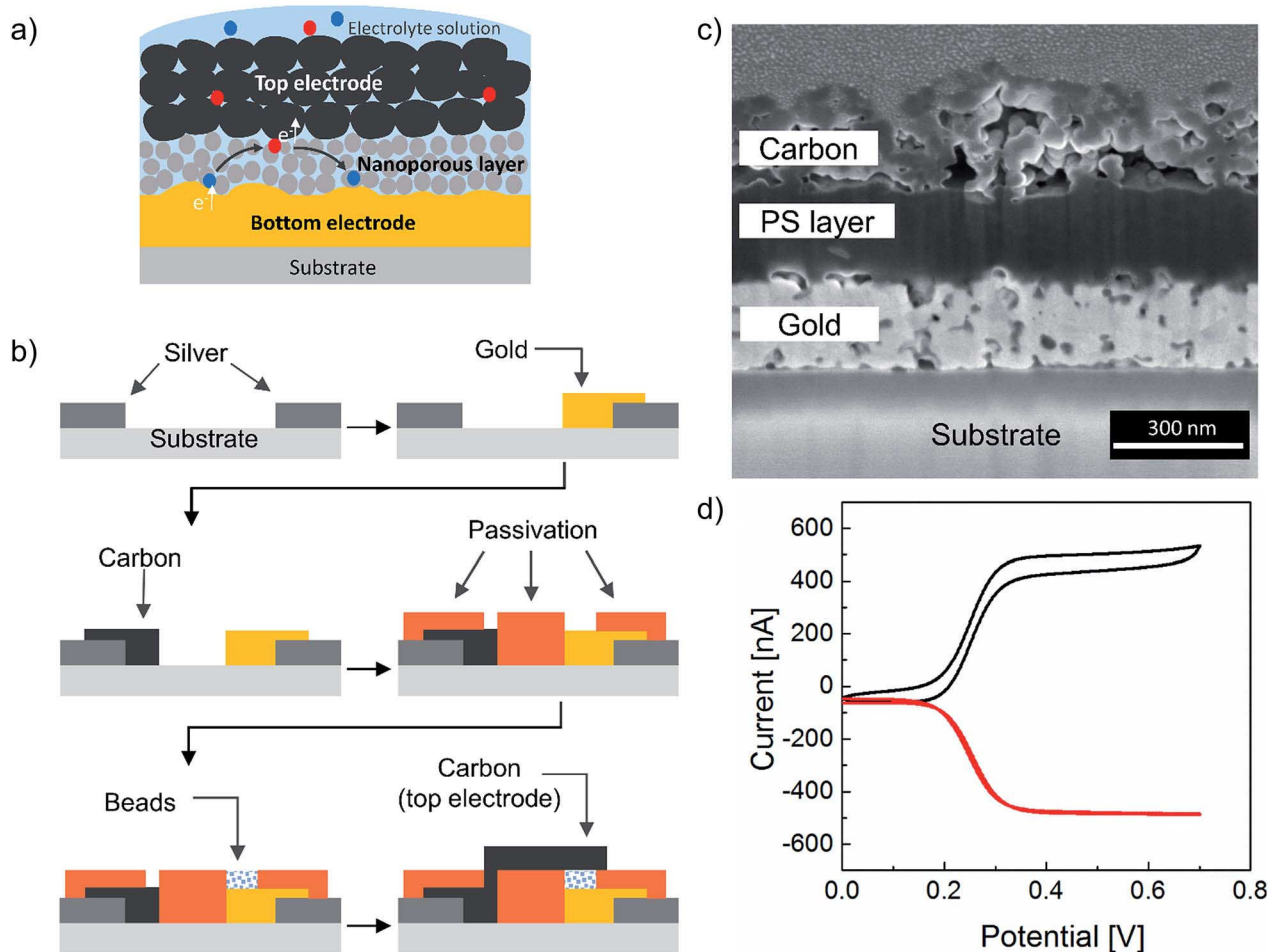 a)
Electrolyte solution
Top electrode
e-
Nanoporous layer
e-
Bottom electrode
Substrate
b)
Silver
Gold
Substrate
Carbon
Passivation
Beads
Carbon
(top electrode)
c)
Carbon
PS layer
Gold
Substrate
300 nm
d)
Current [nA]
600
400
200
0
-200
-400
-600
0.0
0.2
0.4
0.6
0.8
Potential [V]